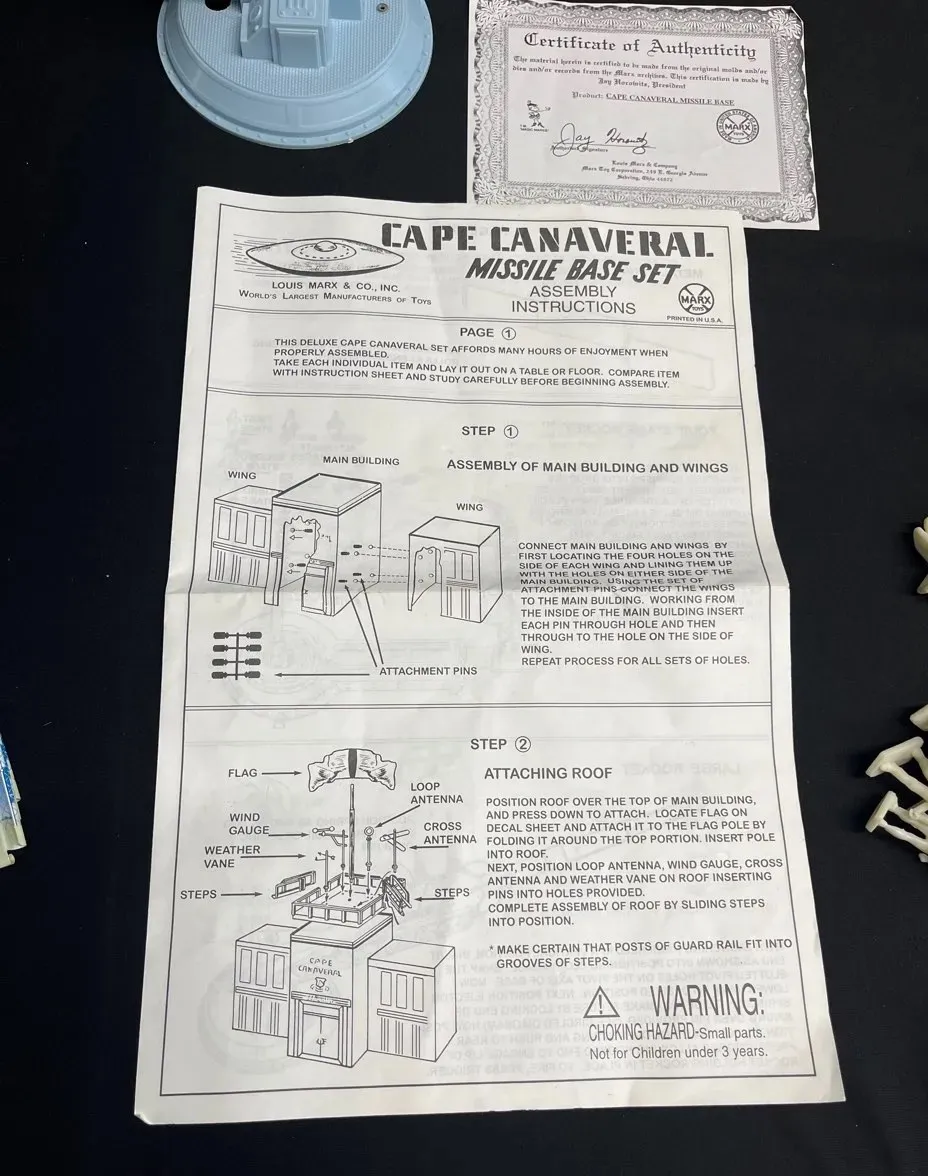 Certificate of Authenticity
The material herein is certified to be made from the original molds and/or
dies and/or records from the Marx archives. This certification is made by
Jay Horowitz, President
Product: CAPE CANAVERAL MISSILE BASE
MARX
TOYS
Jay Horowitz
Authorized Signature
Louis Marx & Company
Sebring, Ohio 44672
CAPE CANAVERAL
MISSILE BASE SET
ASSEMBLY
INSTRUCTIONS
LOUIS MARX & CO., INC.
WORLD'S LARGEST MANUFACTURERS OF TOYS
MARX
TOYS
PRINTED IN U.S.A.
PAGE 1
THIS DELUXE CAPE CANAVERAL SET AFFORDS MANY HOURS OF ENJOYMENT WHEN
PROPERLY ASSEMBLED.
TAKE EACH INDIVIDUAL ITEM AND LAY IT OUT ON A TABLE OR FLOOR. COMPARE ITEM
WITH INSTRUCTION SHEET AND STUDY CAREFULLY BEFORE BEGINNING ASSEMBLY.
STEP 1
ASSEMBLY OF MAIN BUILDING AND WINGS
WING
MAIN BUILDING
WING
CONNECT MAIN BUILDING AND WINGS BY
FIRST LOCATING THE FOUR HOLES ON THE
SIDE OF EACH WING AND LINING THEM UP
WITH THE HOLES ON EITHER SIDE OF THE
MAIN BUILDING. USING THE SET OF
ATTACHMENT PINS CONNECT THE WINGS
TO THE MAIN BUILDING. WORKING FROM
THE INSIDE OF THE MAIN BUILDING INSERT
EACH PIN THROUGH HOLE AND THEN
THROUGH TO THE HOLE ON THE SIDE OF
WING.
REPEAT PROCESS FOR ALL SETS OF HOLES.
ATTACHMENT PINS
STEP 2
ATTACHING ROOF
FLAG
LOOP
ANTENNA
WIND
GAUGE
CROSS
ANTENNA
WEATHER
VANE
STEPS
STEPS
CAPE
CANAVERAL
POSITION ROOF OVER THE TOP OF MAIN BUILDING,
AND PRESS DOWN TO ATTACH. LOCATE FLAG ON
DECAL SHEET AND ATTACH IT TO THE FLAG POLE BY
FOLDING IT AROUND THE TOP PORTION. INSERT POLE
INTO ROOF.
NEXT, POSITION LOOP ANTENNA, WIND GAUGE, CROSS
ANTENNA AND WEATHER VANE ON ROOF INSERTING
PINS INTO HOLES PROVIDED.
COMPLETE ASSEMBLY OF ROOF BY SLIDING STEPS
INTO POSITION.
* MAKE CERTAIN THAT POSTS OF GUARD RAIL FIT INTO
GROOVES OF STEPS.
WARNING:
CHOKING HAZARD-Small parts.
Not for Children under 3 years.